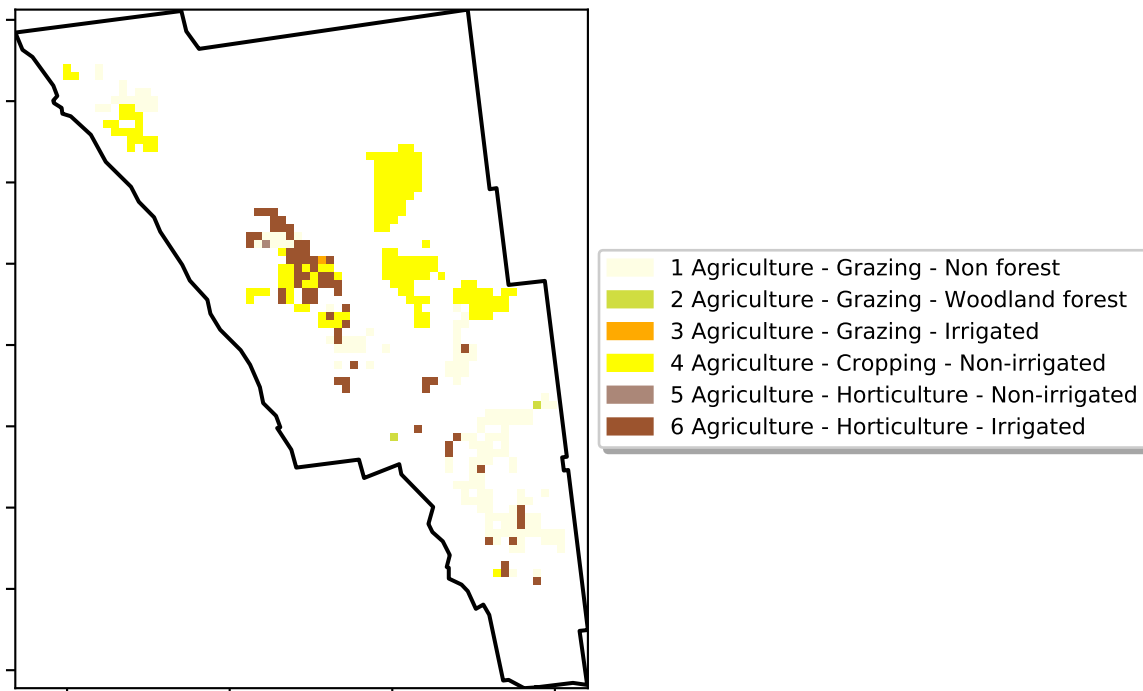 1 Agriculture - Grazing - Non forest
2 Agriculture - Grazing - Woodland forest
3 Agriculture - Grazing - Irrigated
4 Agriculture - Cropping - Non-irrigated
5 Agriculture - Horticulture - Non-irrigated
6 Agriculture - Horticulture - Irrigated